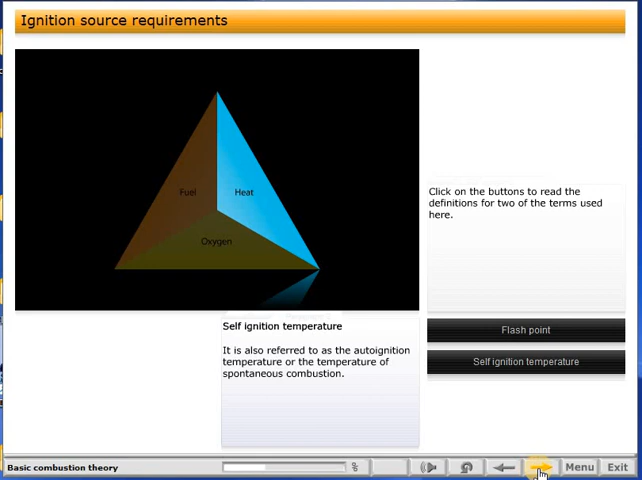 Ignition source requirements
Fuel
Heat
Oxygen
Click on the buttons to read the
definitions for two of the terms used
here.
Flash point
Self ignition temperature
Self ignition temperature
It is also referred to as the autoignition
temperature or the temperature of
spontaneous combustion.
Basic combustion theory
Menu
Exit